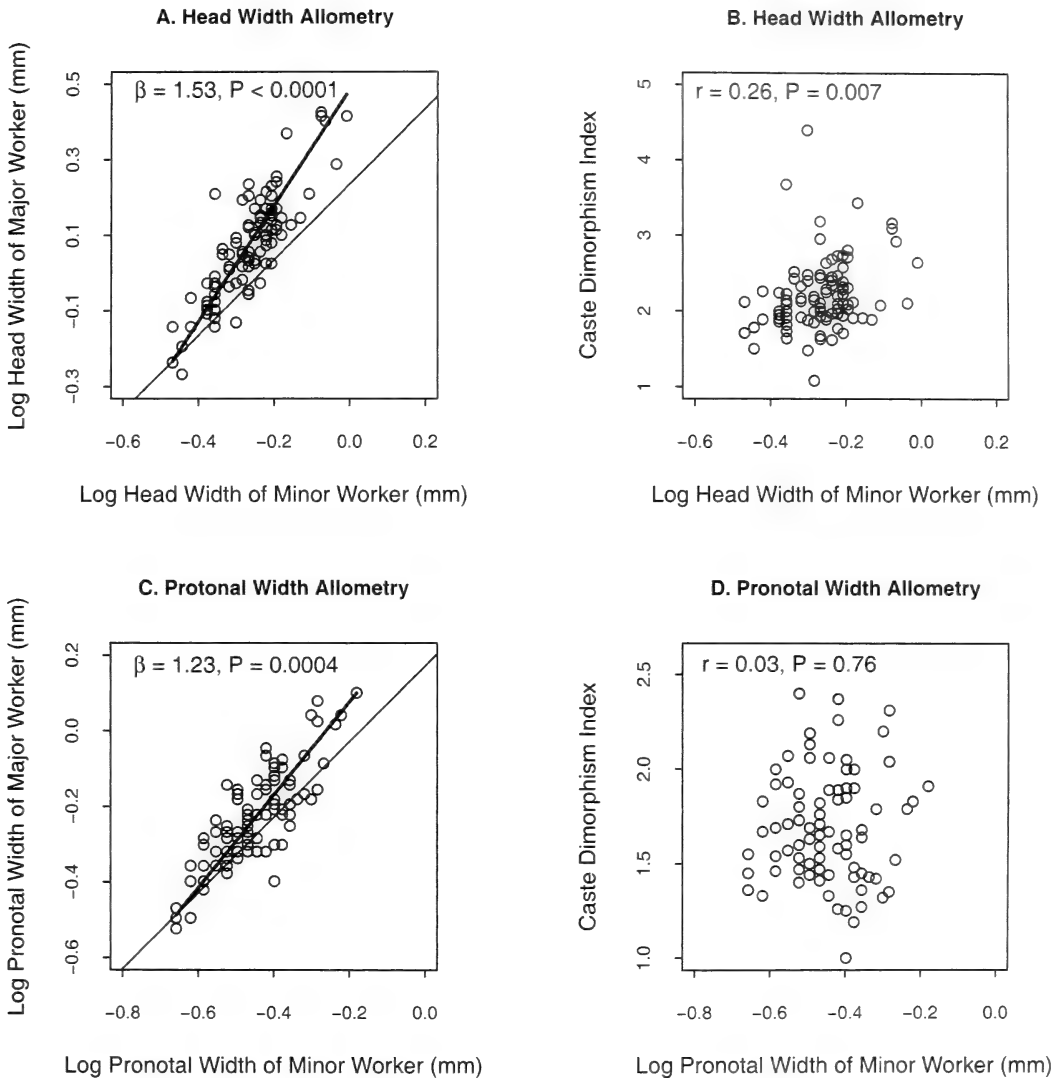 A. Head Width Allometry
Log Head Width of Major Worker (mm)
β = 1.53, P < 0.0001
0.5
0.3
0.1
−0.1
−0.3
−0.6 −0.4 −0.2 0.0 0.2
Log Head Width of Minor Worker (mm)
B. Head Width Allometry
Caste Dimorphism Index
r = 0.26, P = 0.007
5
4
3
2
1
−0.6 −0.4 −0.2 0.0 0.2
Log Head Width of Minor Worker (mm)
C. Protonal Width Allometry
Log Pronotal Width of Major Worker (mm)
β = 1.23, P = 0.0004
0.2
0.0
−0.2
−0.4
−0.6
−0.8 −0.6 −0.4 −0.2 0.0
Log Pronotal Width of Minor Worker (mm)
D. Pronotal Width Allometry
Caste Dimorphism Index
r = 0.03, P = 0.76
2.5
2.0
1.5
1.0
−0.8 −0.6 −0.4 −0.2 0.0
Log Pronotal Width of Minor Worker (mm)